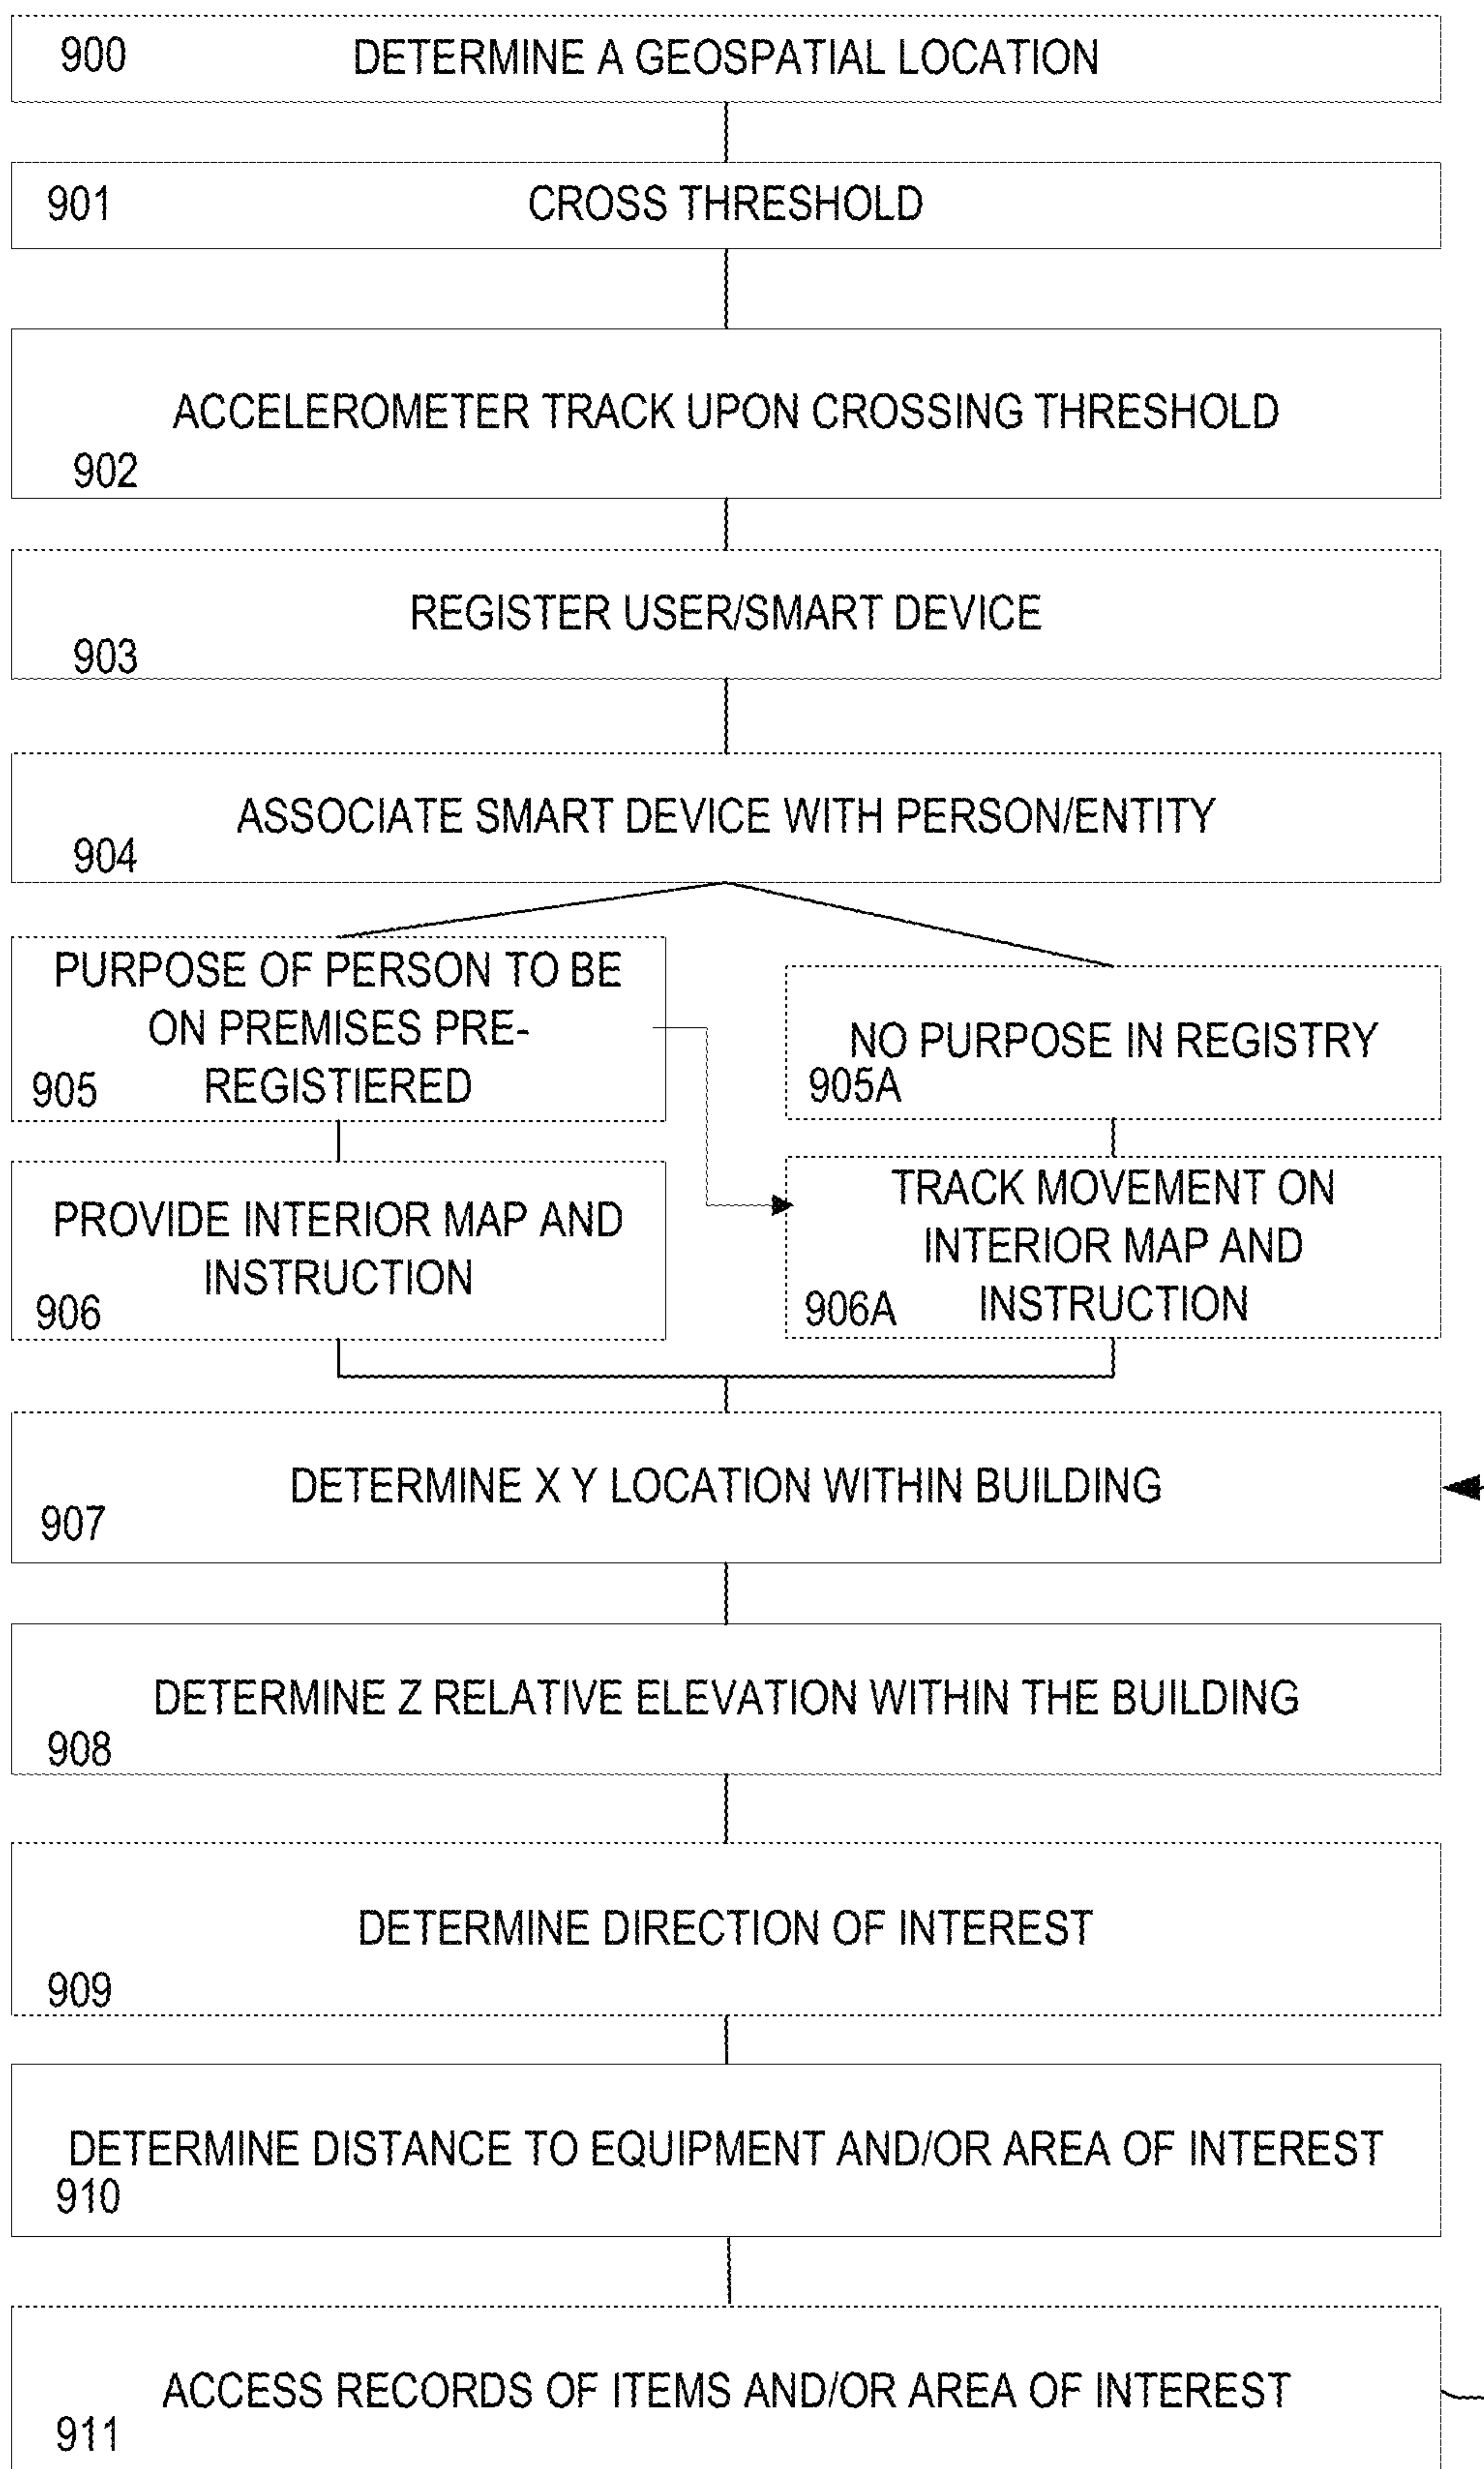 900 DETERMINE A GEOSPATIAL LOCATION
901 CROSS THRESHOLD
ACCELEROMETER TRACK UPON CROSSING THRESHOLD
902
REGISTER USER/SMART DEVICE
903
ASSOCIATE SMART DEVICE WITH PERSON/ENTITY
904
PURPOSE OF PERSON TO BE
ON PREMISES PRE-
905 REGISTIERED
NO PURPOSE IN REGISTRY
905A
PROVIDE INTERIOR MAP AND
INSTRUCTION
906
TRACK MOVEMENT ON
INTERIOR MAP AND
906A INSTRUCTION
DETERMINE X Y LOCATION WITHIN BUILDING
907
DETERMINE Z RELATIVE ELEVATION WITHIN THE BUILDING
908
DETERMINE DIRECTION OF INTEREST
909
DETERMINE DISTANCE TO EQUIPMENT AND/OR AREA OF INTEREST
910
ACCESS RECORDS OF ITEMS AND/OR AREA OF INTEREST
911